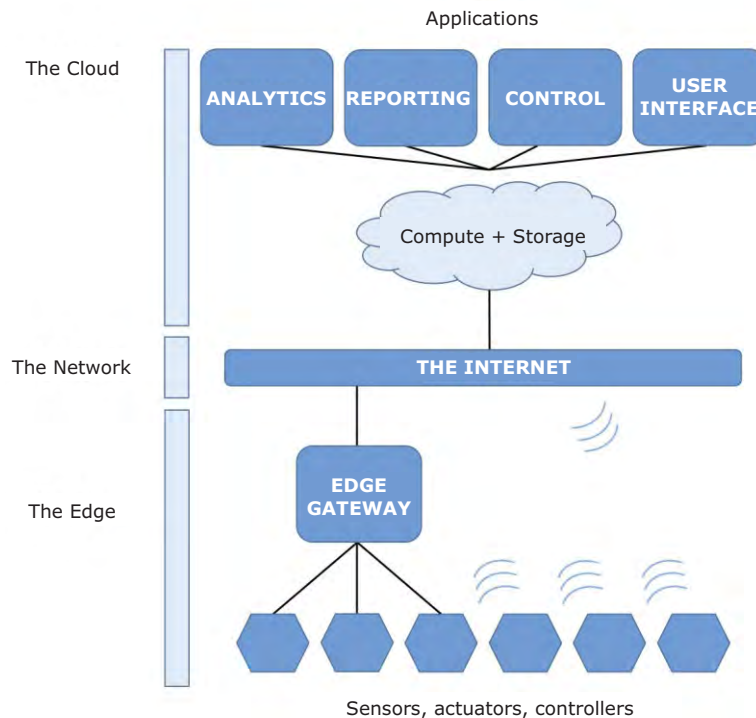 Applications
The Cloud
ANALYTICS
REPORTING
CONTROL
USER
INTERFACE
Compute + Storage
The Network
THE INTERNET
The Edge
EDGE
GATEWAY
Sensors, actuators, controllers